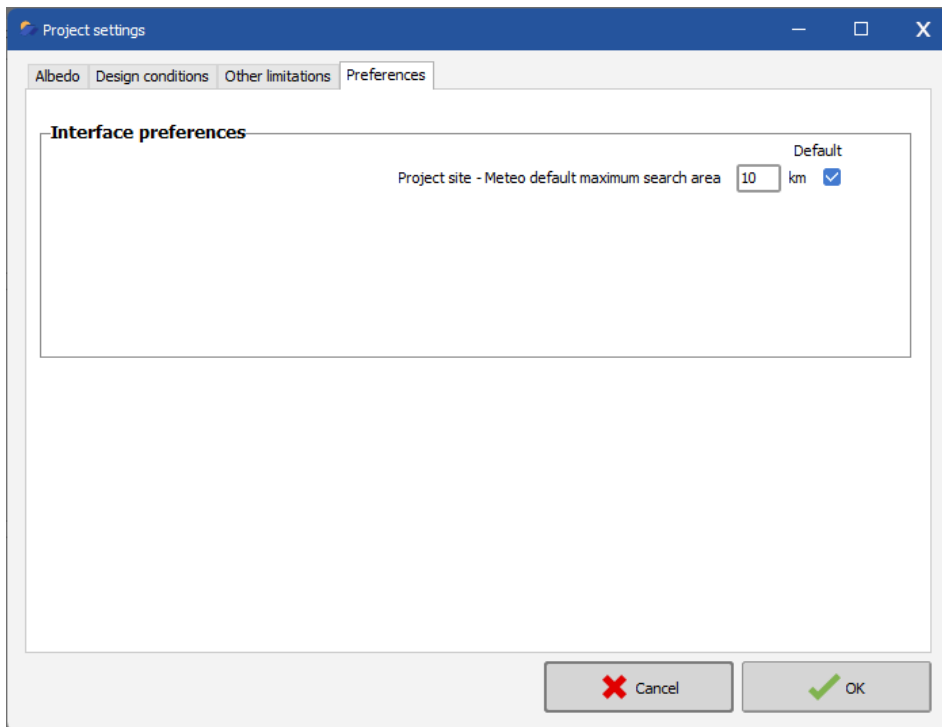 Project settings
Albedo Design conditions Other limitations Preferences
Interface preferences
Default
Project site - Meteo default maximum search area 10 km
Cancel OK